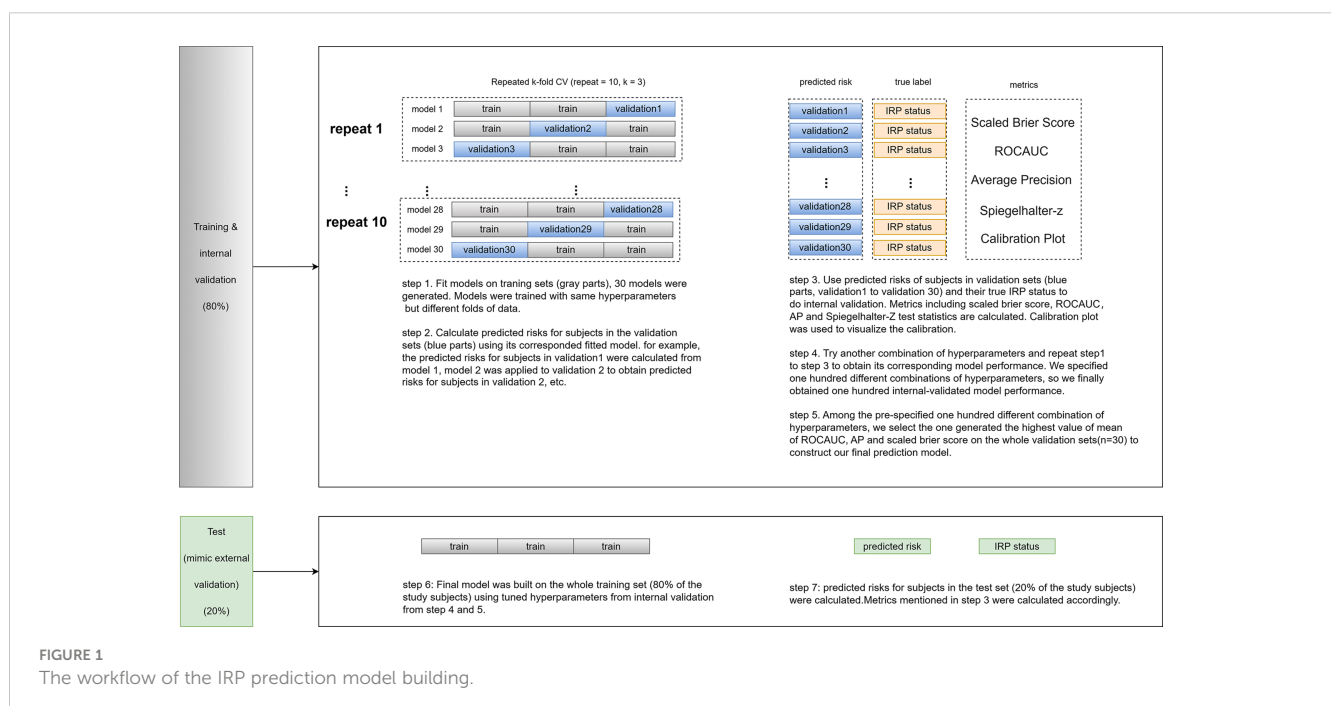 Training &
internal
validation
(80%)
Repeated k-fold CV (repeat = 10, k = 3)
repeat 1
model 1 train train validation1
model 2 train validation2 train
model 3 validation3 train train
⋮ ⋮ ⋮
repeat 10
model 28 train train validation28
model 29 train validation29 train
model 30 validation30 train train
step 1. Fit models on traning sets (gray parts), 30 models were
generated. Models were trained with same hyperparameters
but different folds of data.
step 2. Calculate predicted risks for subjects in the validation
sets (blue parts) using its corresponded fitted model. for example,
the predicted risks for subjects in validation1 were calculated from
model 1, model 2 was applied to validation 2 to obtain predicted
risks for subjects in validation 2, etc.
predicted risk true label metrics
validation1 IRP status
validation2 IRP status
validation3 IRP status
⋮ ⋮
validation28 IRP status
validation29 IRP status
validation30 IRP status
Scaled Brier Score
ROCAUC
Average Precision
Spiegelhalter-z
Calibration Plot
step 3. Use predicted risks of subjects in validation sets (blue
parts, validation1 to validation 30) and their true IRP status to
do internal validation. Metrics including scaled brier score, ROCAUC,
AP and Spiegelhalter-Z test statistics are calculated. Calibration plot
was used to visualize the calibration.
step 4. Try another combination of hyperparameters and repeat step1
to step 3 to obtain its corresponding model performance. We specified
one hundred different combinations of hyperparameters, so we finally
obtained one hundred internal-validated model performance.
step 5. Among the pre-specified one hundred different combination of
hyperparameters, we select the one generated the highest value of mean
of ROCAUC, AP and scaled brier score on the whole validation sets(n=30) to
construct our final prediction model.
Test
(mimic external
validation)
(20%)
train train train
step 6: Final model was built on the whole training set (80% of the
study subjects) using tuned hyperparameters from internal validation
from step 4 and 5.
predicted risk IRP status
step 7: predicted risks for subjects in the test set (20% of the study subjects)
were calculated.Metrics mentioned in step 3 were calculated accordingly.
FIGURE 1
The workflow of the IRP prediction model building.